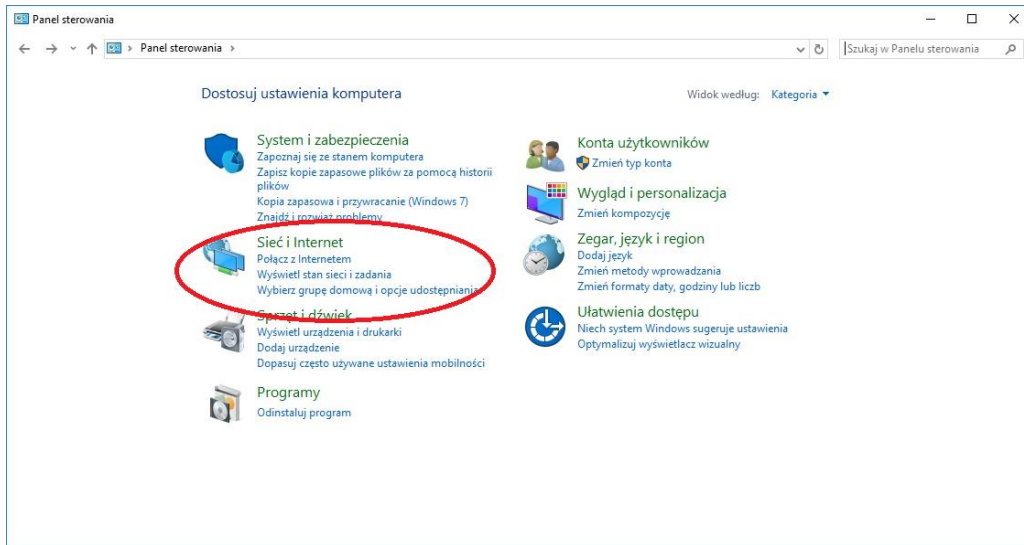 Panel sterowania
Panel sterowania
Szukaj w Panelu sterowania
Dostosuj ustawienia komputera
Widok według: Kategoria
System i zabezpieczenia
Zapoznaj się ze stanem komputera
Zapisz kopie zapasowe plików za pomocą historii
plików
Kopia zapasowa i przywracanie (Windows 7)
Znajdź i rozwiąż problemy
Sieć i Internet
Połącz z Internetem
Wyświetl stan sieci i zadania
Wybierz grupę domową i opcje udostępniania
Sprzęt i dźwięk
Wyświetl urządzenia i drukarki
Dodaj urządzenie
Dopasuj często używane ustawienia mobilności
Programy
Odinstaluj program
Konta użytkowników
Zmień typ konta
Wygląd i personalizacja
Zmień kompozycję
Zegar, język i region
Dodaj język
Zmień metody wprowadzania
Zmień formaty daty, godziny lub liczb
Ułatwienia dostępu
Niech system Windows sugeruje ustawienia
Optymalizuj wyświetlacz wizualny